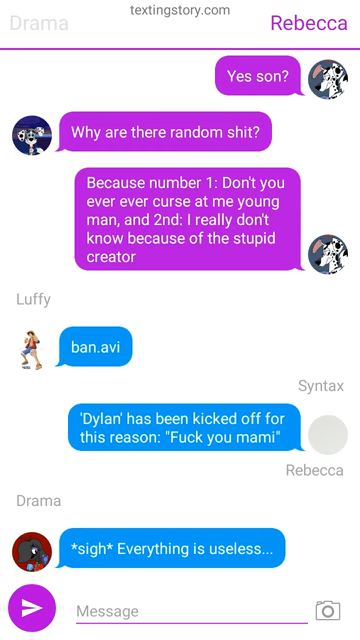 textingstory.com
Drama
Rebecca
Yes son?
Why are there random shit?
Because number 1: Don't you
ever ever curse at me young
man, and 2nd: I really don't
know because of the stupid
creator
Luffy
ban.avi
Syntax
'Dylan' has been kicked off for
this reason: "Fuck you mami"
Rebecca
Drama
*sigh* Everything is useless...
Message